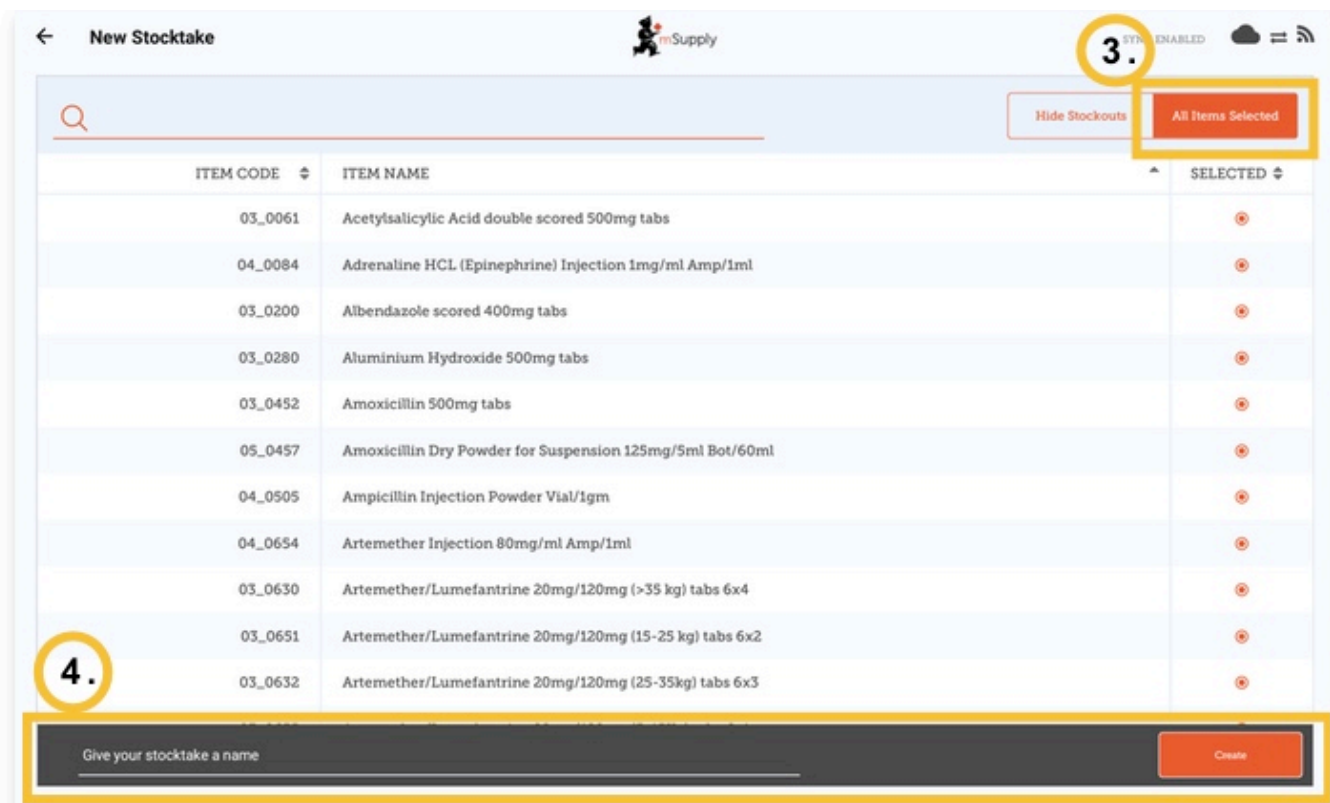 New Stocktake
mSupply
3.
ENABLED
Hide Stockouts
All Items Selected
ITEM CODE
ITEM NAME
SELECTED
03_0061 Acetylsalicylic Acid double scored 500mg tabs
04_0084 Adrenaline HCL (Epinephrine) Injection 1mg/ml Amp/1ml
03_0200 Albendazole scored 400mg tabs
03_0280 Aluminium Hydroxide 500mg tabs
03_0452 Amoxicillin 500mg tabs
05_0457 Amoxicillin Dry Powder for Suspension 125mg/5ml Bot/60ml
04_0505 Ampicillin Injection Powder Vial/1gm
04_0654 Artemether Injection 80mg/ml Amp/1ml
03_0630 Artemether/Lumefantrine 20mg/120mg (>35 kg) tabs 6x4
03_0651 Artemether/Lumefantrine 20mg/120mg (15-25 kg) tabs 6x2
4.
03_0632 Artemether/Lumefantrine 20mg/120mg (25-35kg) tabs 6x3
Give your stocktake a name
Create